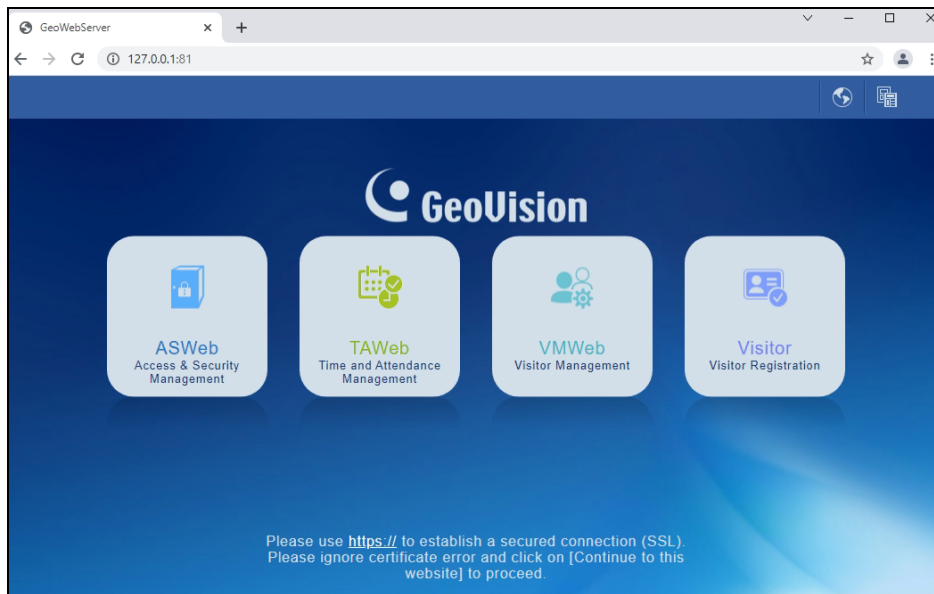 GeoWebServer
127.0.0.1:81
GeoVision
ASWeb
Access & Security
Management
TAWeb
Time and Attendance
Management
VMWeb
Visitor Management
Visitor
Visitor Registration
Please use https:// to establish a secured connection (SSL).
Please ignore certificate error and click on [Continue to this
website] to proceed.